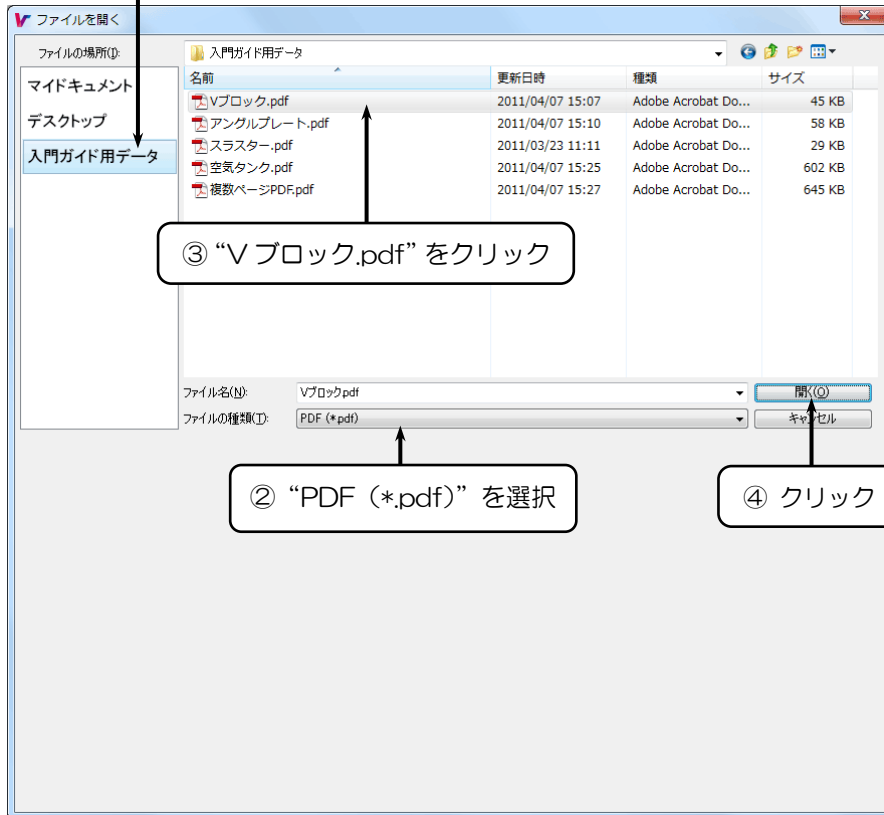 ファイルを開く
ファイルの場所(I):
入門ガイド用データ
マイドキュメント
デスクトップ
入門ガイド用データ
名前 更新日時 種類 サイズ
Vブロック.pdf 2011/04/07 15:07 Adobe Acrobat Do... 45 KB
アングルプレート.pdf 2011/04/07 15:10 Adobe Acrobat Do... 58 KB
スラスター.pdf 2011/03/23 11:11 Adobe Acrobat Do... 29 KB
空気タンク.pdf 2011/04/07 15:25 Adobe Acrobat Do... 602 KB
複数ページPDF.pdf 2011/04/07 15:27 Adobe Acrobat Do... 645 KB
③ “V ブロック.pdf” をクリック
ファイル名(N): Vブロック.pdf 開く(O)
ファイルの種類(T): PDF (*.pdf) キャンセル
② “PDF（*.pdf）” を選択
④ クリック